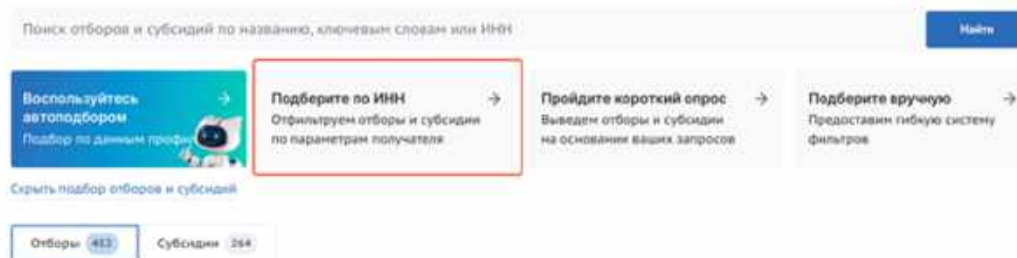 Поиск отборов и субсидий по названию, ключевым словам или ИНН
Найти
Воспользуйтесь
автоподбором
Подбор по данным
Подберите по ИНН
Отфильтруем отборы и субсидии
по параметрам получателя
Пройдите короткий опрос
Выведем отборы и субсидии
на основании ваших запросов
Подберите вручную
Предоставим гибкую систему
фильтров
Скрыть подбор отборов и субсидий
Отборы 453
Субсидии 264